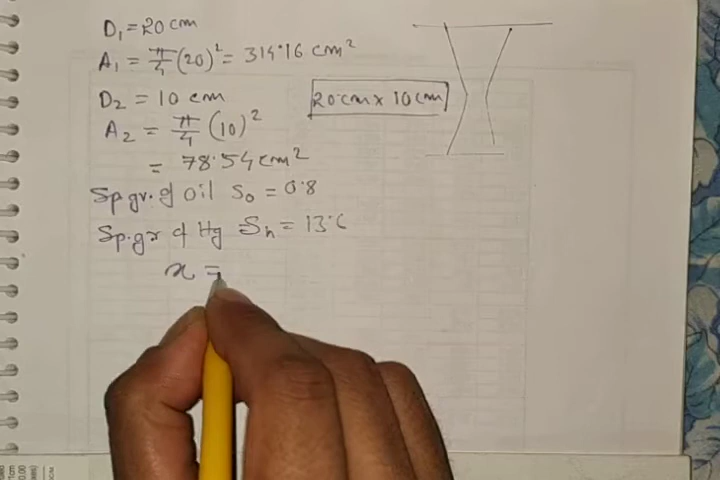 D₁ = 20 cm
A₁ = π/4 (20)² = 314.16 cm²
D₂ = 10 cm
20 cm x 10 cm
A₂ = π/4 (10)²
= 78.54 cm²
Sp gr. of oil S₀ = 0.8
Sp. gr of Hg Sₕ = 13.6
x =